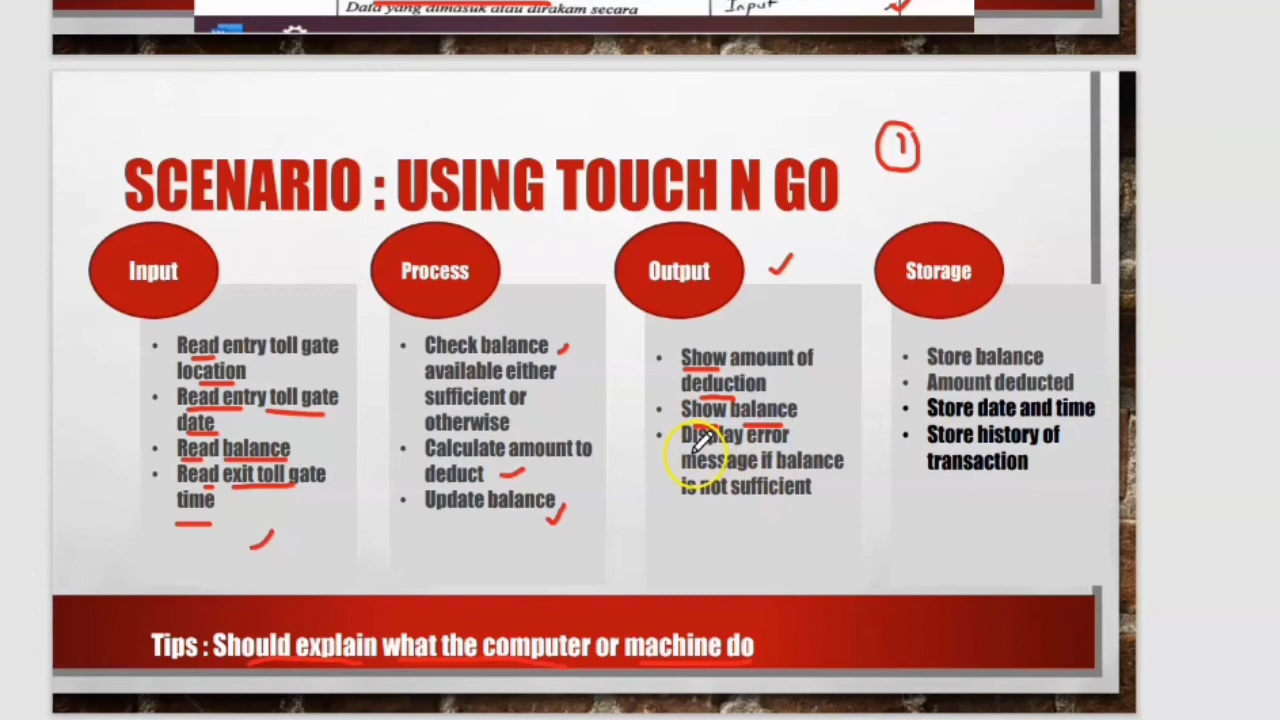 Data yang dimasuk atau dirakam secara
Input
1
SCENARIO : USING TOUCH N GO
Input
Process
Output
Storage
• Read entry toll gate
location
• Read entry toll gate
date
• Read balance
• Read exit toll gate
time
• Check balance
available either
sufficient or
otherwise
• Calculate amount to
deduct
• Update balance
• Show amount of
deduction
• Show balance
• Display error
message if balance
is not sufficient
• Store balance
• Amount deducted
• Store date and time
• Store history of
transaction
Tips : Should explain what the computer or machine do